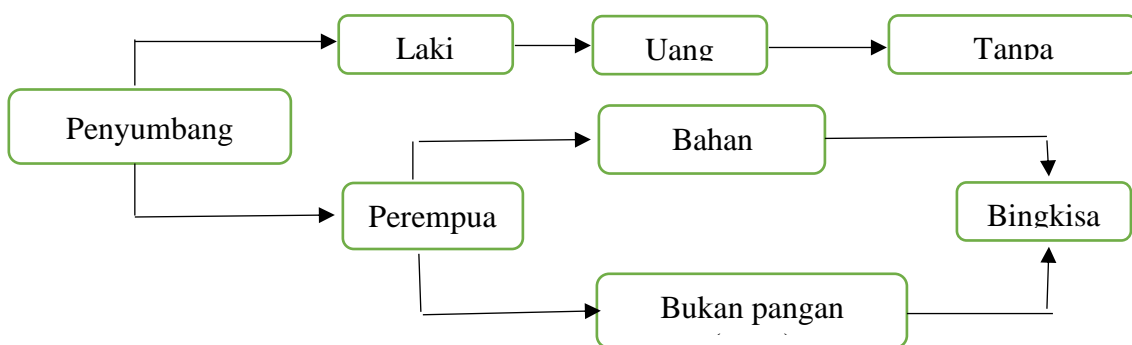 Laki
Uang
Tanpa
Penyumbang
Bahan
Perempua
Bingkisa
Bukan pangan